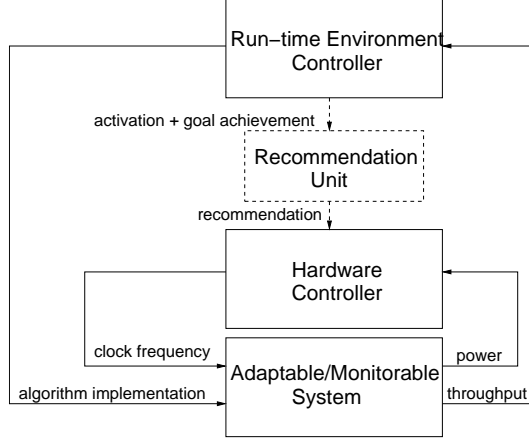 Run−time Environment
Controller
activation + goal achievement
Recommendation
Unit
recommendation
Hardware
Controller
clock frequency
power
Adaptable/Monitorable
System
algorithm implementation
throughput